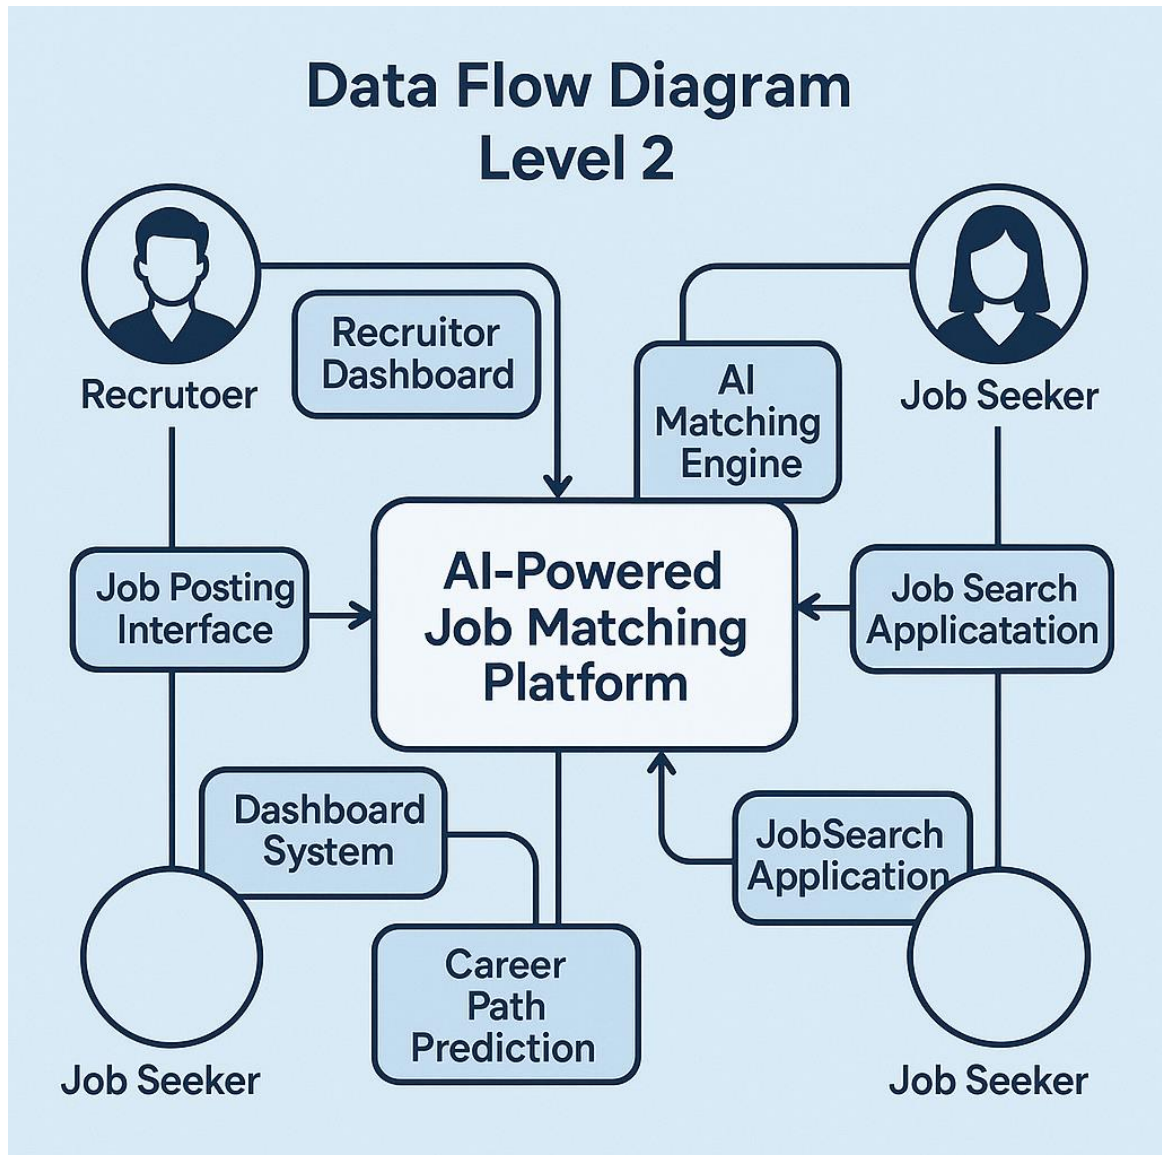 Data Flow Diagram
Level 2
Recrutoer
Recruitor
Dashboard
AI
Matching
Engine
Job Seeker
Job Posting
Interface
AI-Powered
Job Matching
Platform
Job Search
Applicatation
Dashboard
System
JobSearch
Application
Career
Path
Prediction
Job Seeker
Job Seeker